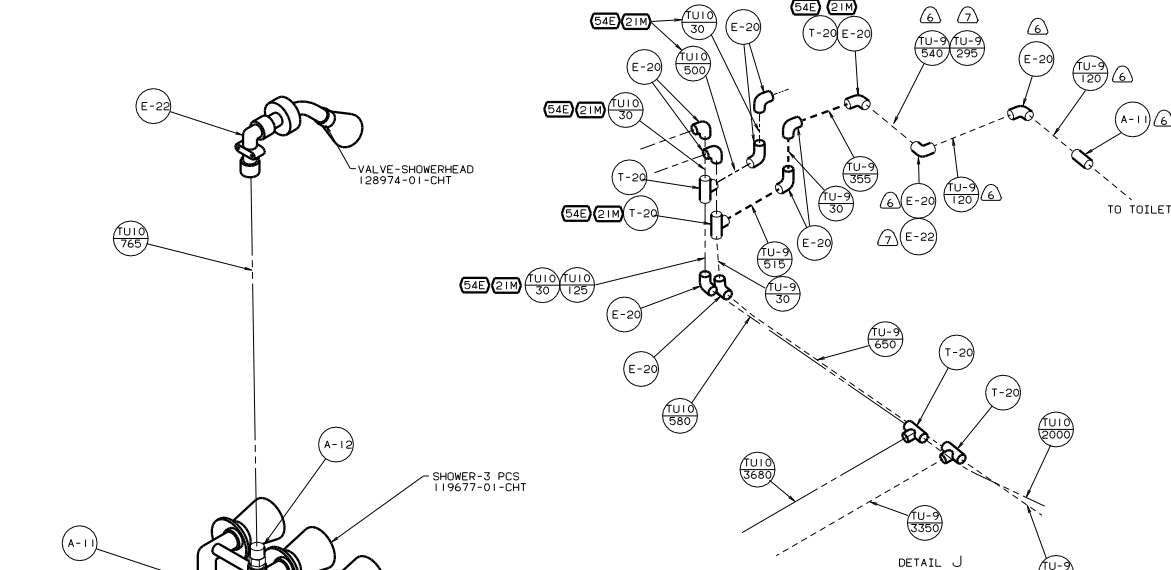 54E 21M
TU10
30
E-20
54E 21M
T-20 E-20
6 7
TU-9 TU-9
540 295
6
E-20
TU-9
120
6
A-11
6
TU10
500
E-20
54E 21M
TU10
30
E-22
VALVE-SHOWERHEAD
128974-01-CHT
T-20
TU-9
355
6
E-20
TU-9
120
6
TO TOILET
TU-9
30
54E 21M
T-20
7
E-22
E-20
TU10
765
TU-9
515
54E 21M
TU10 TU10
30 125
TU-9
30
E-20
TU-9
650
T-20
E-20
T-20
TU10
580
TU10
2000
A-12
TU10
3680
SHOWER-3 PCS
119677-01-CHT
TU-9
3350
A-11
DETAIL J
TU-9